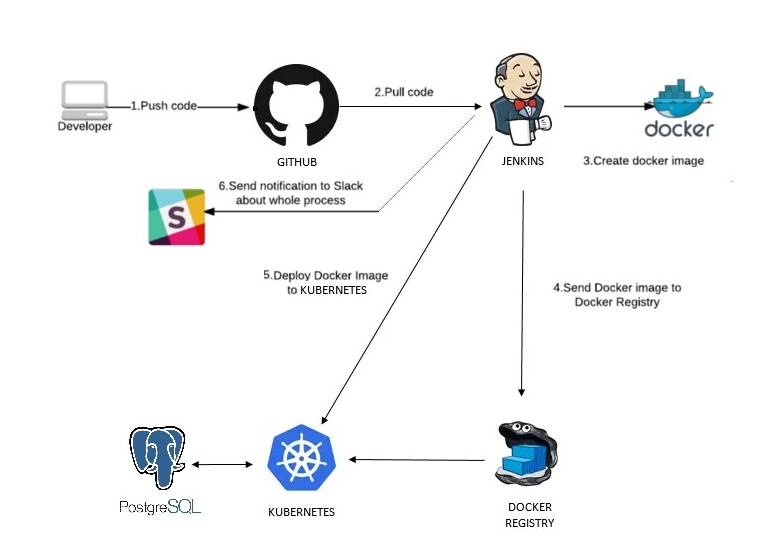 1.Push code
2.Pull code
Developer
docker
GITHUB
JENKINS
3.Create docker image
6.Send notification to Slack
about whole process
S
5.Deploy Docker Image
to KUBERNETES
4.Send Docker image to
Docker Registry
PostgreSQL
KUBERNETES
DOCKER
REGISTRY